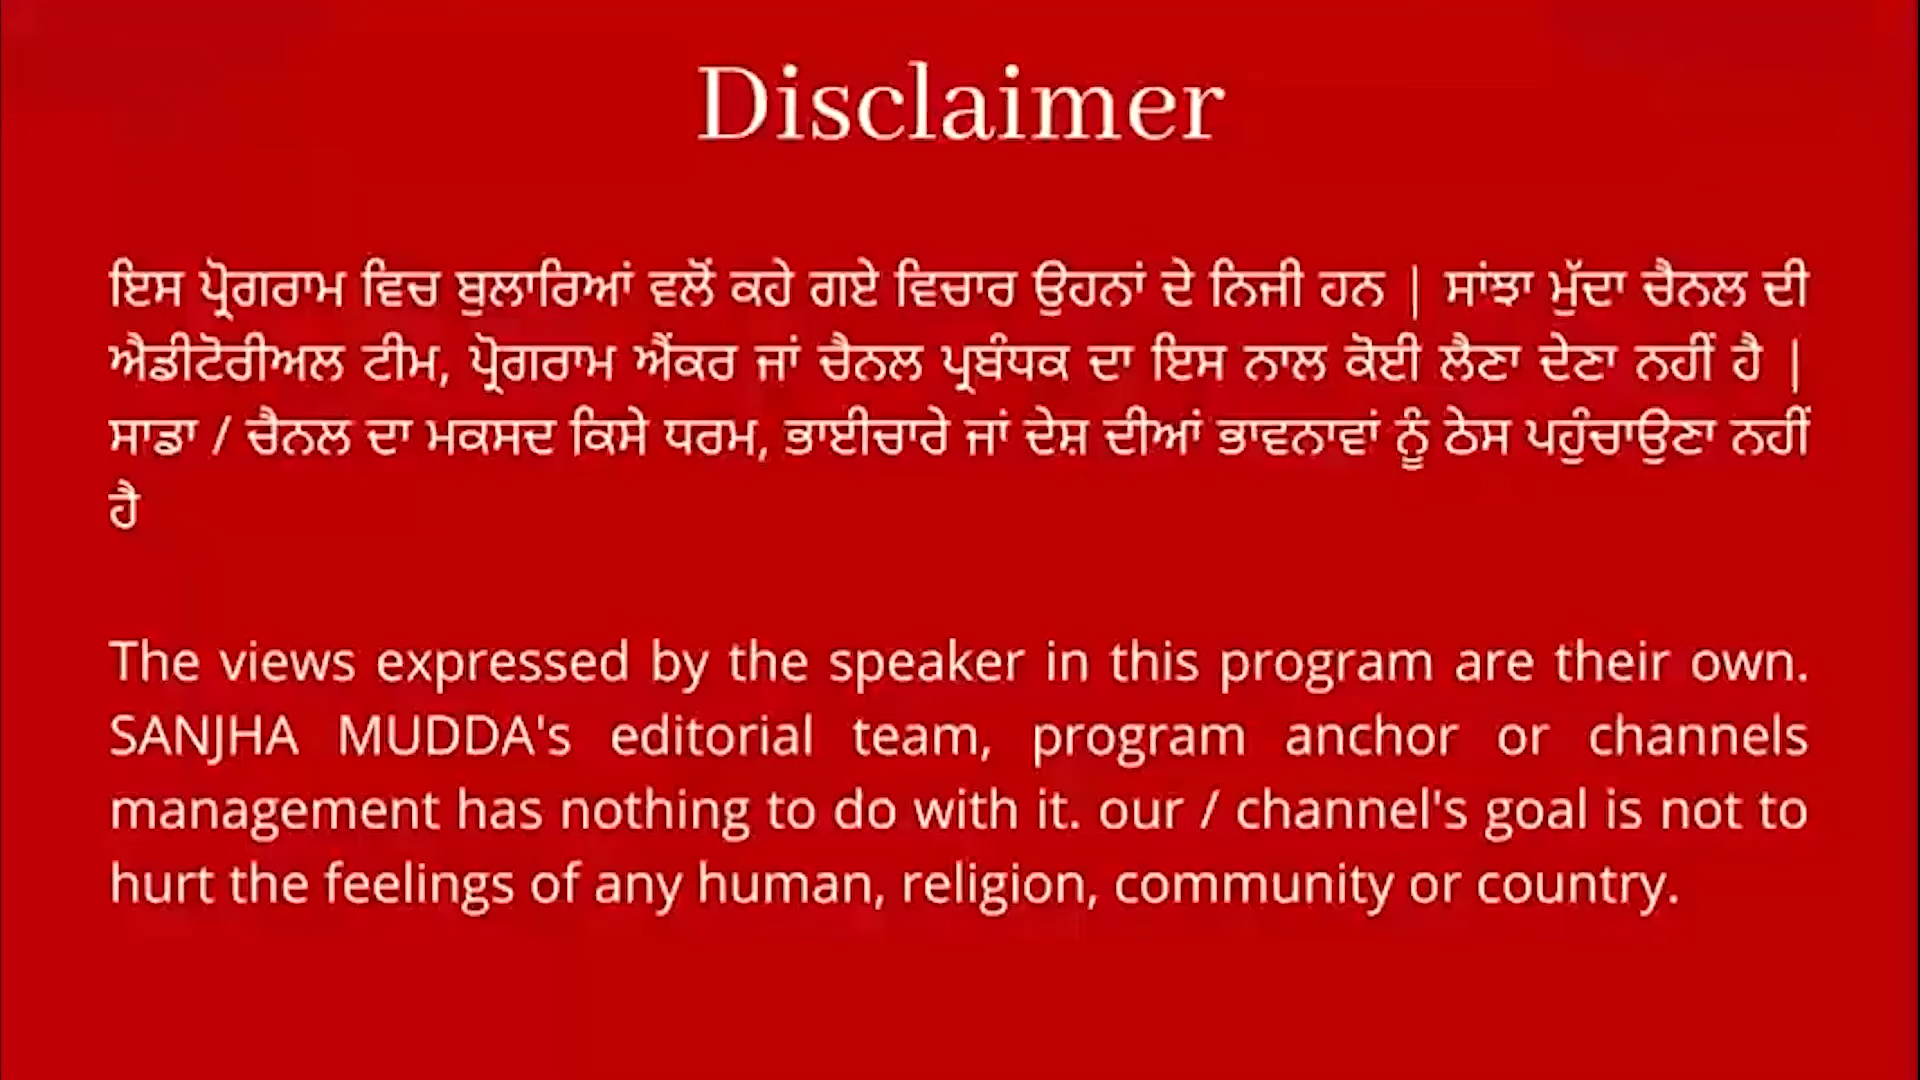 Disclaimer
ਇਸ ਪ੍ਰੋਗਰਾਮ ਵਿਚ ਬੁਲਾਰਿਆਂ ਵਲੋਂ ਕਹੇ ਗਏ ਵਿਚਾਰ ਉਹਨਾਂ ਦੇ ਨਿਜੀ ਹਨ | ਸਾਂਝਾ ਮੁੱਦਾ ਚੈਨਲ ਦੀ
ਐਡੀਟੋਰੀਅਲ ਟੀਮ, ਪ੍ਰੋਗਰਾਮ ਐਂਕਰ ਜਾਂ ਚੈਨਲ ਪ੍ਰਬੰਧਕ ਦਾ ਇਸ ਨਾਲ ਕੋਈ ਲੈਣਾ ਦੇਣਾ ਨਹੀਂ ਹੈ |
ਸਾਡਾ / ਚੈਨਲ ਦਾ ਮਕਸਦ ਕਿਸੇ ਧਰਮ, ਭਾਈਚਾਰੇ ਜਾਂ ਦੇਸ਼ ਦੀਆਂ ਭਾਵਨਾਵਾਂ ਨੂੰ ਠੇਸ ਪਹੁੰਚਾਉਣਾ ਨਹੀਂ
ਹੈ
The views expressed by the speaker in this program are their own.
SANJHA MUDDA's editorial team, program anchor or channels
management has nothing to do with it. our / channel's goal is not to
hurt the feelings of any human, religion, community or country.